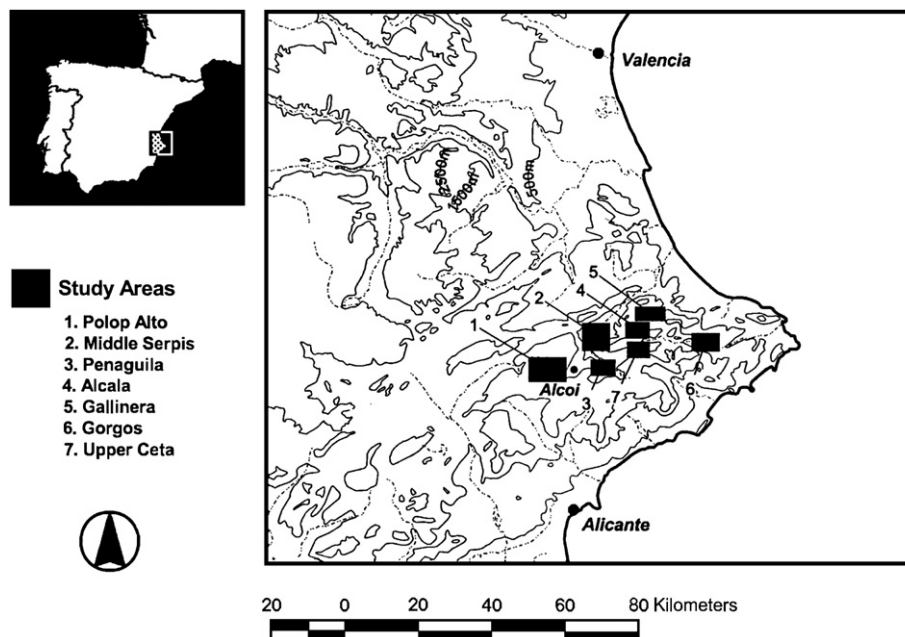 Valencia
2500m
1500m
500m
5
4
2
1
Alcoi
3
7
6
Alicante
Study Areas
1. Polop Alto
2. Middle Serpis
3. Penaguila
4. Alcala
5. Gallinera
6. Gorgos
7. Upper Ceta
20 0 20 40 60 80 Kilometers